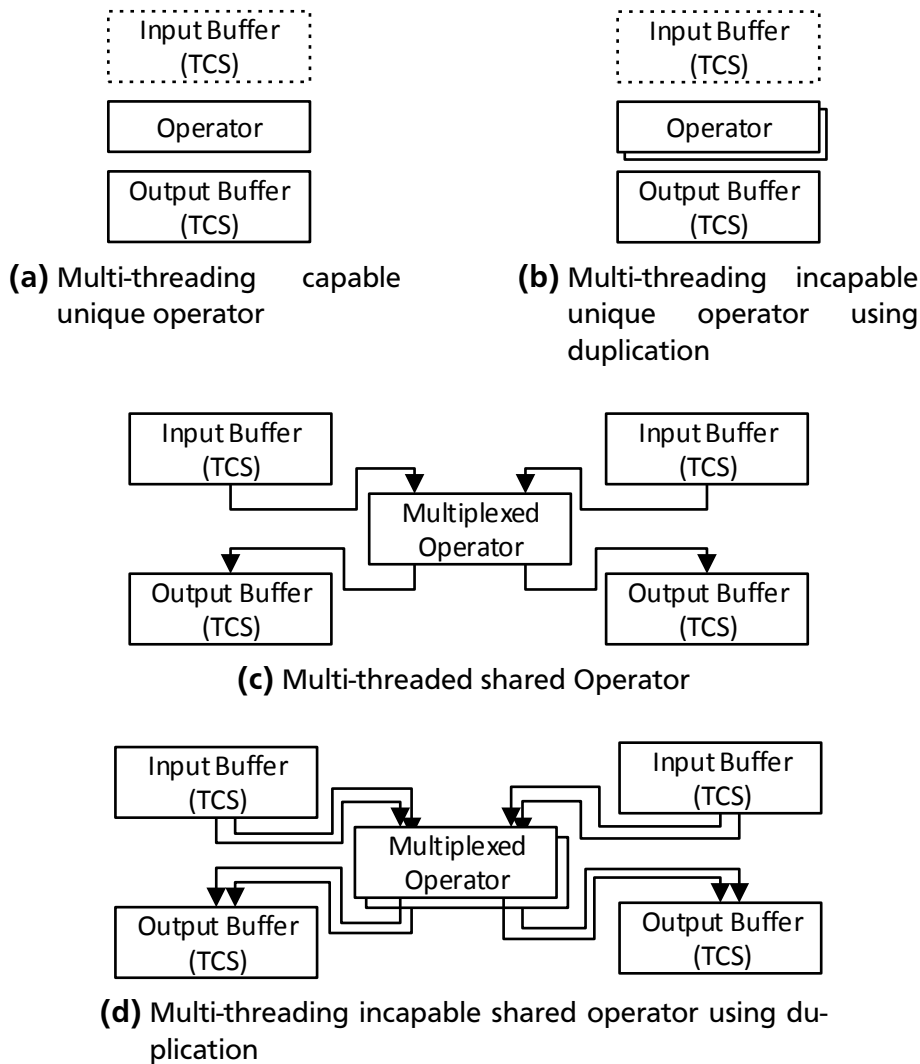 Input Buffer
(TCS)
Operator
Output Buffer
(TCS)
(a) Multi-threading capable
unique operator
Input Buffer
(TCS)
Operator
Output Buffer
(TCS)
(b) Multi-threading incapable
unique operator using
duplication
Input Buffer
(TCS)
Input Buffer
(TCS)
Multiplexed
Operator
Output Buffer
(TCS)
Output Buffer
(TCS)
(c) Multi-threaded shared Operator
Input Buffer
(TCS)
Input Buffer
(TCS)
Multiplexed
Operator
Output Buffer
(TCS)
Output Buffer
(TCS)
(d) Multi-threading incapable shared operator using du-
plication